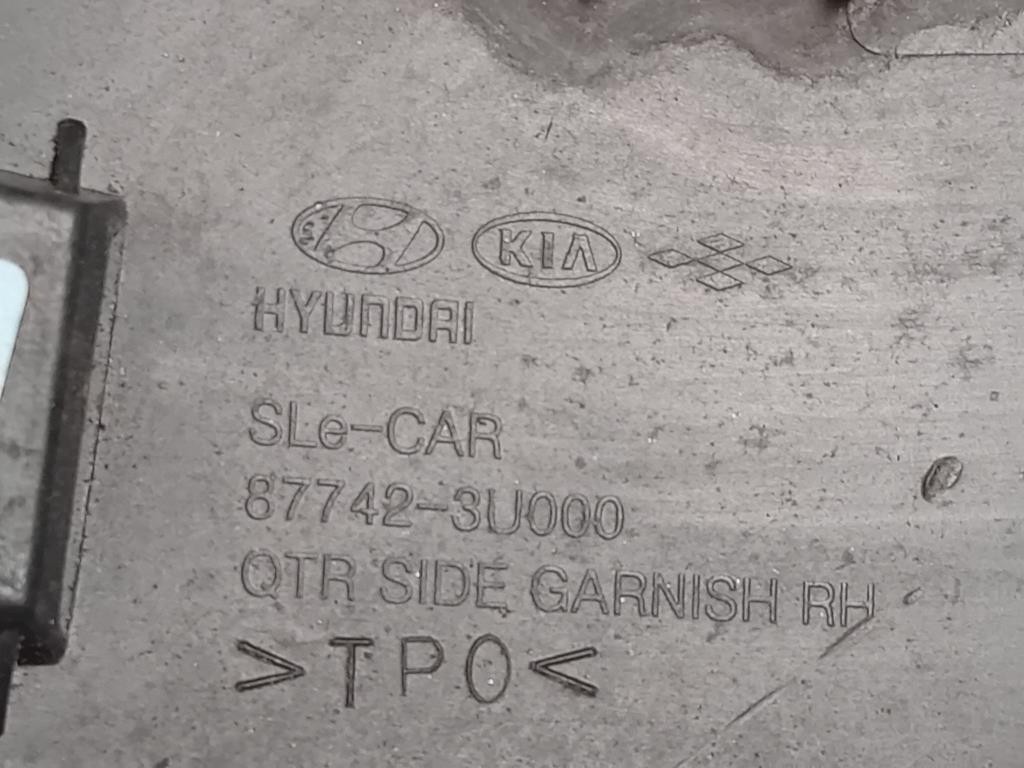 KIA
HYUNDAI
SLe-CAR
87742-3U000
QTR SIDE GARNISH RH
>TPO<